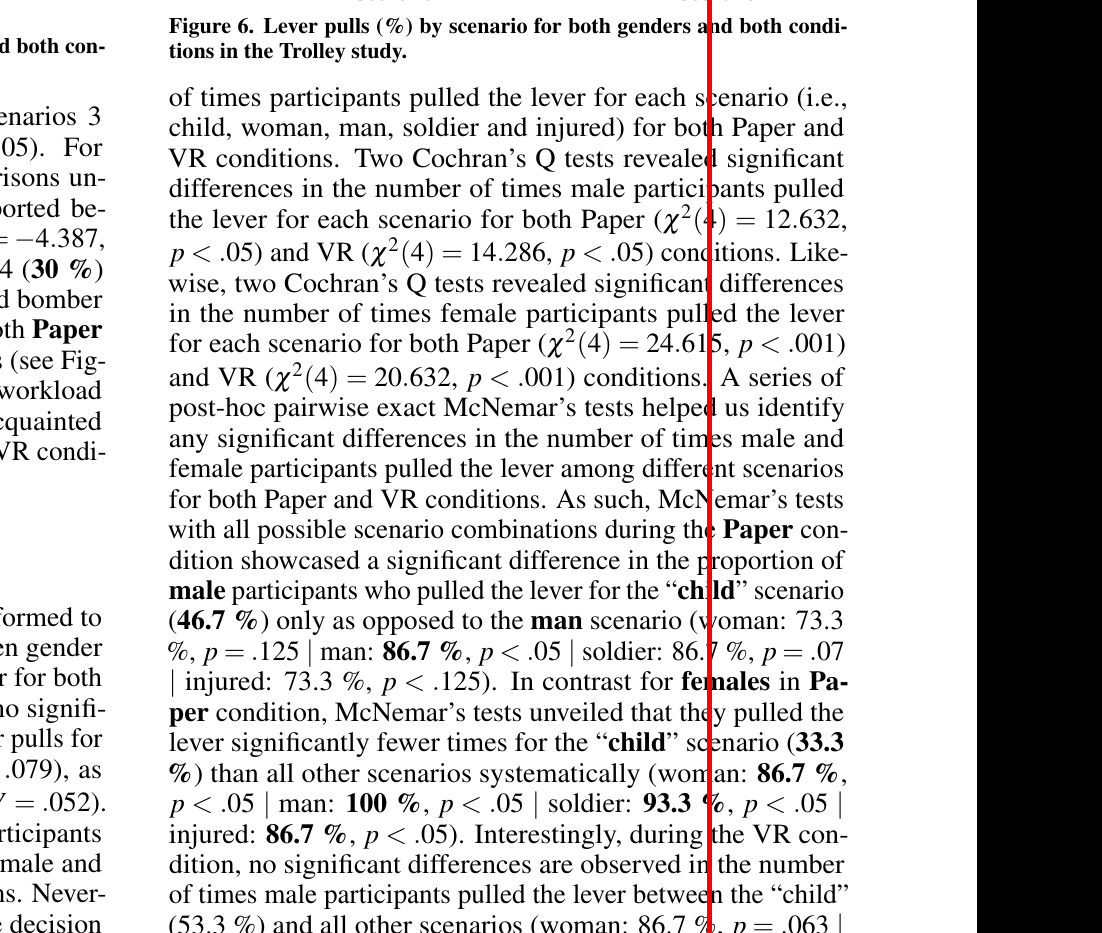 d both con-
enarios 3
05). For
risons un-
orted be-
= −4.387,
4 (30 %)
d bomber
oth Paper
s (see Fig-
workload
cquainted
VR condi-
formed to
en gender
r for both
no signifi-
r pulls for
.079), as
Y = .052).
rticipants
male and
ns. Never-
e decision
Figure 6. Lever pulls (%) by scenario for both genders and both condi-
tions in the Trolley study.
of times participants pulled the lever for each scenario (i.e.,
child, woman, man, soldier and injured) for both Paper and
VR conditions. Two Cochran's Q tests revealed significant
differences in the number of times male participants pulled
the lever for each scenario for both Paper (χ²(4) = 12.632,
p < .05) and VR (χ²(4) = 14.286, p < .05) conditions. Like-
wise, two Cochran's Q tests revealed significant differences
in the number of times female participants pulled the lever
for each scenario for both Paper (χ²(4) = 24.615, p < .001)
and VR (χ²(4) = 20.632, p < .001) conditions. A series of
post-hoc pairwise exact McNemar's tests helped us identify
any significant differences in the number of times male and
female participants pulled the lever among different scenarios
for both Paper and VR conditions. As such, McNemar's tests
with all possible scenario combinations during the Paper con-
dition showcased a significant difference in the proportion of
male participants who pulled the lever for the “child” scenario
(46.7 %) only as opposed to the man scenario (woman: 73.3
%, p = .125 | man: 86.7 %, p < .05 | soldier: 86.7 %, p = .07
| injured: 73.3 %, p < .125). In contrast for females in Pa-
per condition, McNemar's tests unveiled that they pulled the
lever significantly fewer times for the “child” scenario (33.3
%) than all other scenarios systematically (woman: 86.7 %,
p < .05 | man: 100 %, p < .05 | soldier: 93.3 %, p < .05 |
injured: 86.7 %, p < .05). Interestingly, during the VR con-
dition, no significant differences are observed in the number
of times male participants pulled the lever between the “child”
(53.3 %) and all other scenarios (woman: 86.7 %, p = .063 |